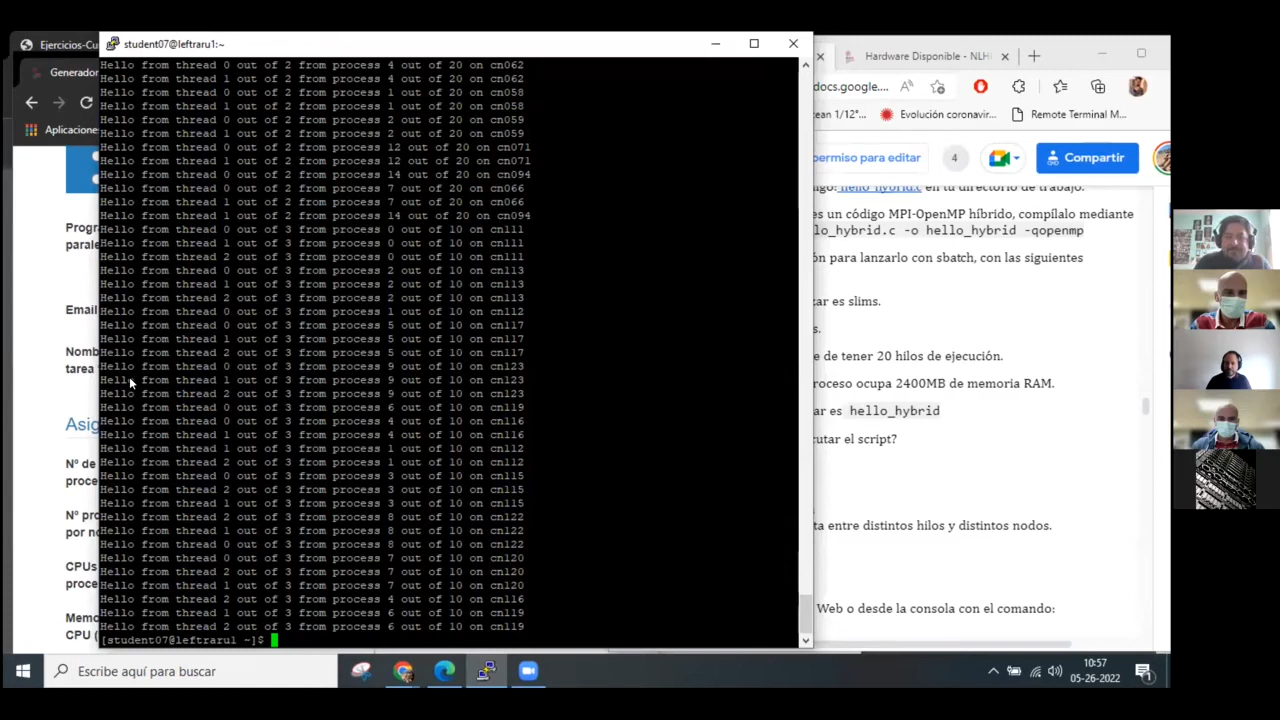 Ejercicios-Cu
Generador
Aplicaciones
Progr
parale
Email
Nomb
tarea
Asig
Nº de
proce
Nº pro
por no
CPUs
proce
Memo
CPU (
student07@leftraru1:~
Hello from thread 0 out of 2 from process 4 out of 20 on cn062
Hello from thread 1 out of 2 from process 4 out of 20 on cn062
Hello from thread 0 out of 2 from process 1 out of 20 on cn058
Hello from thread 1 out of 2 from process 1 out of 20 on cn058
Hello from thread 0 out of 2 from process 2 out of 20 on cn059
Hello from thread 1 out of 2 from process 2 out of 20 on cn059
Hello from thread 0 out of 2 from process 12 out of 20 on cn071
Hello from thread 1 out of 2 from process 12 out of 20 on cn071
Hello from thread 0 out of 2 from process 14 out of 20 on cn094
Hello from thread 0 out of 2 from process 7 out of 20 on cn066
Hello from thread 1 out of 2 from process 7 out of 20 on cn066
Hello from thread 1 out of 2 from process 14 out of 20 on cn094
Hello from thread 0 out of 3 from process 0 out of 10 on cn111
Hello from thread 1 out of 3 from process 0 out of 10 on cn111
Hello from thread 2 out of 3 from process 0 out of 10 on cn111
Hello from thread 0 out of 3 from process 2 out of 10 on cn113
Hello from thread 1 out of 3 from process 2 out of 10 on cn113
Hello from thread 2 out of 3 from process 2 out of 10 on cn113
Hello from thread 0 out of 3 from process 1 out of 10 on cn112
Hello from thread 0 out of 3 from process 5 out of 10 on cn117
Hello from thread 1 out of 3 from process 5 out of 10 on cn117
Hello from thread 2 out of 3 from process 5 out of 10 on cn117
Hello from thread 0 out of 3 from process 9 out of 10 on cn123
Hello from thread 1 out of 3 from process 9 out of 10 on cn123
Hello from thread 2 out of 3 from process 9 out of 10 on cn123
Hello from thread 0 out of 3 from process 6 out of 10 on cn119
Hello from thread 0 out of 3 from process 4 out of 10 on cn116
Hello from thread 1 out of 3 from process 4 out of 10 on cn116
Hello from thread 1 out of 3 from process 1 out of 10 on cn112
Hello from thread 2 out of 3 from process 1 out of 10 on cn112
Hello from thread 0 out of 3 from process 3 out of 10 on cn115
Hello from thread 2 out of 3 from process 3 out of 10 on cn115
Hello from thread 1 out of 3 from process 3 out of 10 on cn115
Hello from thread 2 out of 3 from process 8 out of 10 on cn122
Hello from thread 1 out of 3 from process 8 out of 10 on cn122
Hello from thread 0 out of 3 from process 8 out of 10 on cn122
Hello from thread 0 out of 3 from process 7 out of 10 on cn120
Hello from thread 2 out of 3 from process 7 out of 10 on cn120
Hello from thread 1 out of 3 from process 7 out of 10 on cn120
Hello from thread 2 out of 3 from process 4 out of 10 on cn116
Hello from thread 1 out of 3 from process 6 out of 10 on cn119
Hello from thread 2 out of 3 from process 6 out of 10 on cn119
[student07@leftraru1 ~]$
Hardware Disponible - NLHP
docs.google....
cean 1/12°... Evolución coronavir... Remote Terminal M...
permiso para editar 4 Compartir
igo: hello_hybrid.c en tu directorio de trabajo.
es un código MPI-OpenMP híbrido, compílalo mediante
lo_hybrid.c -o hello_hybrid -qopenmp
ón para lanzarlo con sbatch, con las siguientes
zar es slims.
s.
e de tener 20 hilos de ejecución.
roceso ocupa 2400MB de memoria RAM.
ar es hello_hybrid
cutar el script?
ta entre distintos hilos y distintos nodos.
Web o desde la consola con el comando:
Escribe aquí para buscar
10:57
05-26-2022
1